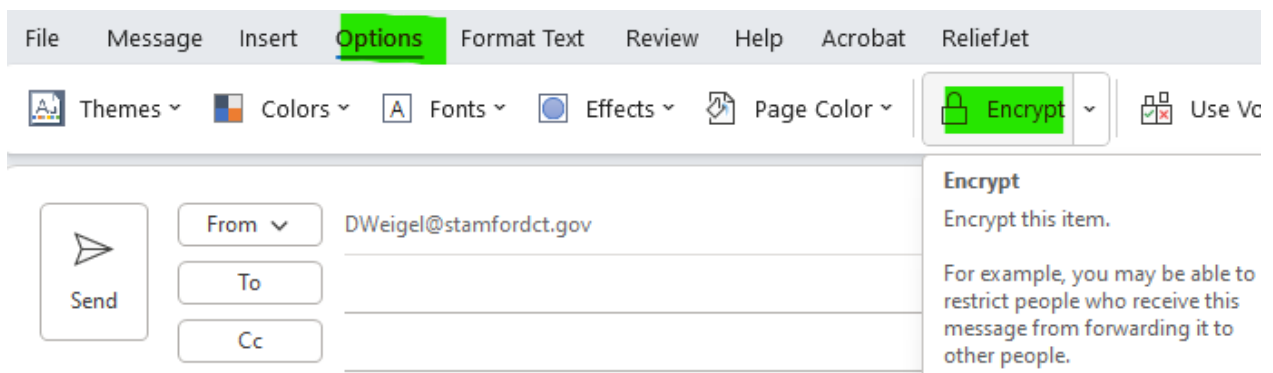 File Message Insert Options Format Text Review Help Acrobat ReliefJet
Themes Colors A Fonts Effects Page Color Encrypt Use Vo
Encrypt
Encrypt this item.
From DWeigel@stamfordct.gov
For example, you may be able to
To
Send
restrict people who receive this
message from forwarding it to
Cc
other people.